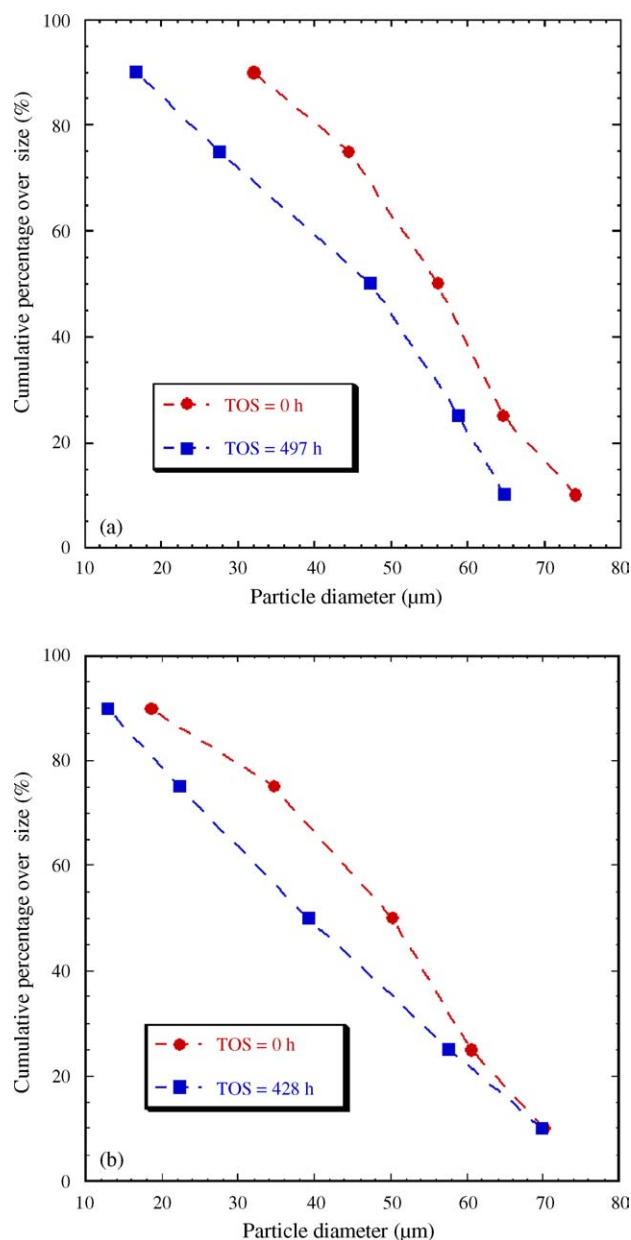 100
80
60
40
20
0
Cumulative percentage over size (%)
TOS = 0 h
TOS = 497 h
(a)
10 20 30 40 50 60 70 80
Particle diameter (µm)
100
80
60
40
20
0
Cumulative percentage over size (%)
TOS = 0 h
TOS = 428 h
(b)
10 20 30 40 50 60 70 80
Particle diameter (µm)